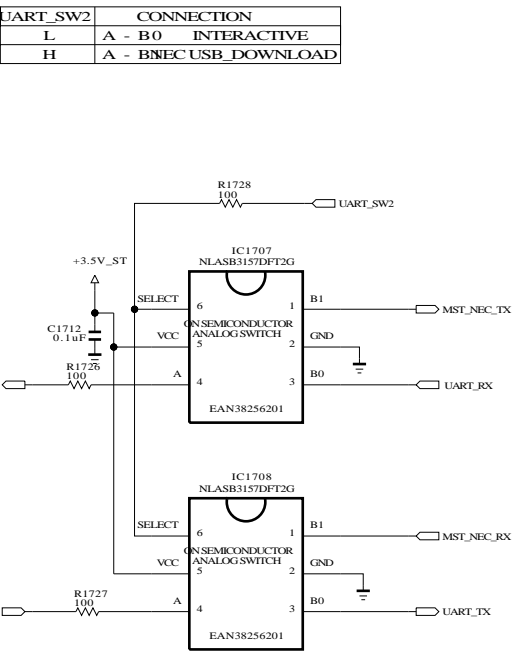 UART_SW2 CONNECTION
L A - B0 INTERACTIVE
H A - B1 NEC USB_DOWNLOAD
R1728
100
UART_SW2
IC1707
NLASB3157DFT2G
+3.5V_ST
SELECT 6 1 B1 MST_NEC_TX
ON SEMICONDUCTOR
C1712
0.1uF
VCC 5 ANALOG SWITCH 2 GND
R1726
100
A 4 3 B0 UART_RX
EAN38256201
IC1708
NLASB3157DFT2G
SELECT 6 1 B1 MST_NEC_RX
ON SEMICONDUCTOR
VCC 5 ANALOG SWITCH 2 GND
R1727
100
A 4 3 B0 UART_TX
EAN38256201